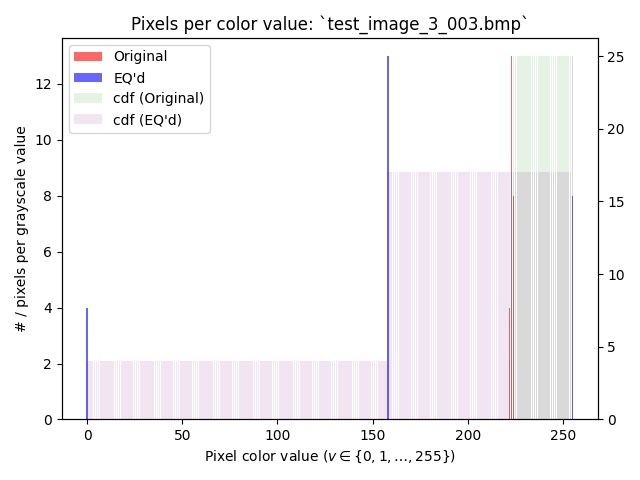 Pixels per color value: `test_image_3_003.bmp`
Original
EQ'd
cdf (Original)
cdf (EQ'd)
# / pixels per grayscale value
0
2
4
6
8
10
12
0
5
10
15
20
25
0 50 100 150 200 250
Pixel color value (v ∈ {0, 1, ..., 255})